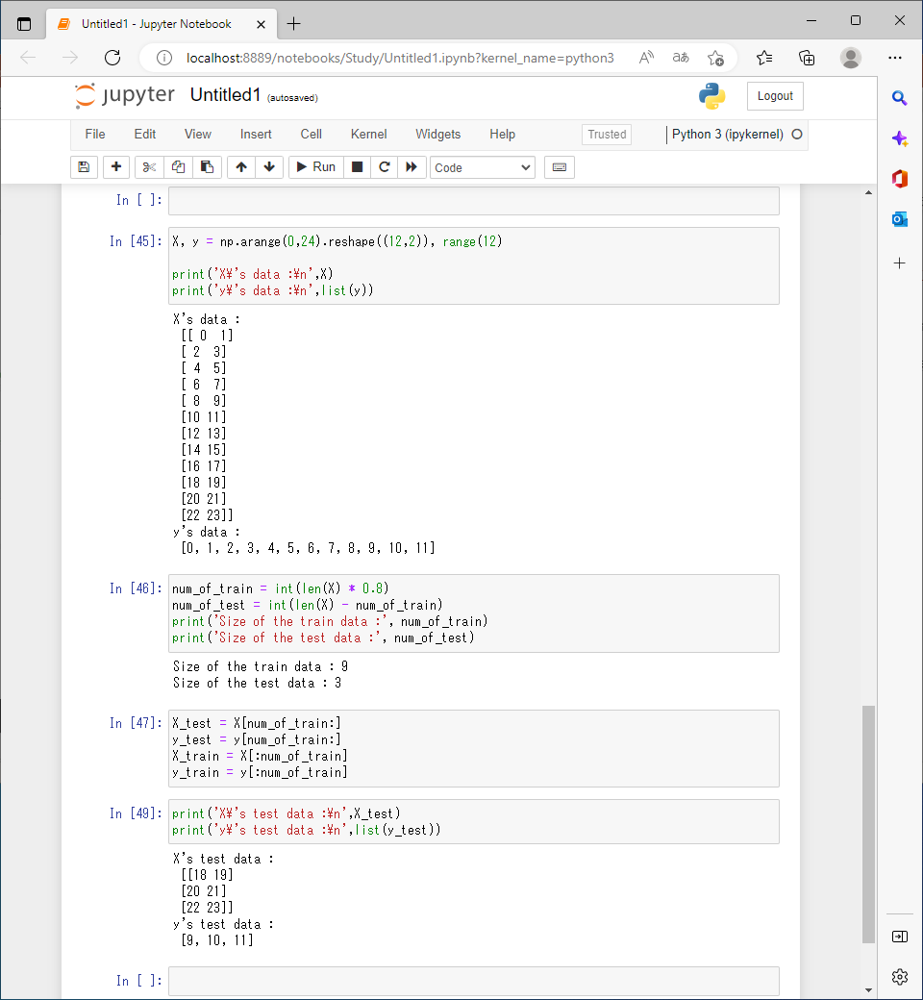 Untitled1 - Jupyter Notebook
localhost:8889/notebooks/Study/Untitled1.ipynb?kernel_name=python3
jupyter Untitled1 (autosaved)
Logout
File Edit View Insert Cell Kernel Widgets Help
Trusted
Python 3 (ipykernel)
Run
Code
In [ ]:
In [45]: X, y = np.arange(0,24).reshape((12,2)), range(12)
print('X¥'s data :¥n',X)
print('y¥'s data :¥n',list(y))
X's data :
[[ 0  1]
[ 2  3]
[ 4  5]
[ 6  7]
[ 8  9]
[10 11]
[12 13]
[14 15]
[16 17]
[18 19]
[20 21]
[22 23]]
y's data :
[0, 1, 2, 3, 4, 5, 6, 7, 8, 9, 10, 11]
In [46]: num_of_train = int(len(X) * 0.8)
num_of_test = int(len(X) - num_of_train)
print('Size of the train data :', num_of_train)
print('Size of the test data :', num_of_test)
Size of the train data : 9
Size of the test data : 3
In [47]: X_test = X[num_of_train:]
y_test = y[num_of_train:]
X_train = X[:num_of_train]
y_train = y[:num_of_train]
In [49]: print('X¥'s test data :¥n',X_test)
print('y¥'s test data :¥n',list(y_test))
X's test data :
[[18 19]
[20 21]
[22 23]]
y's test data :
[9, 10, 11]
In [ ]: